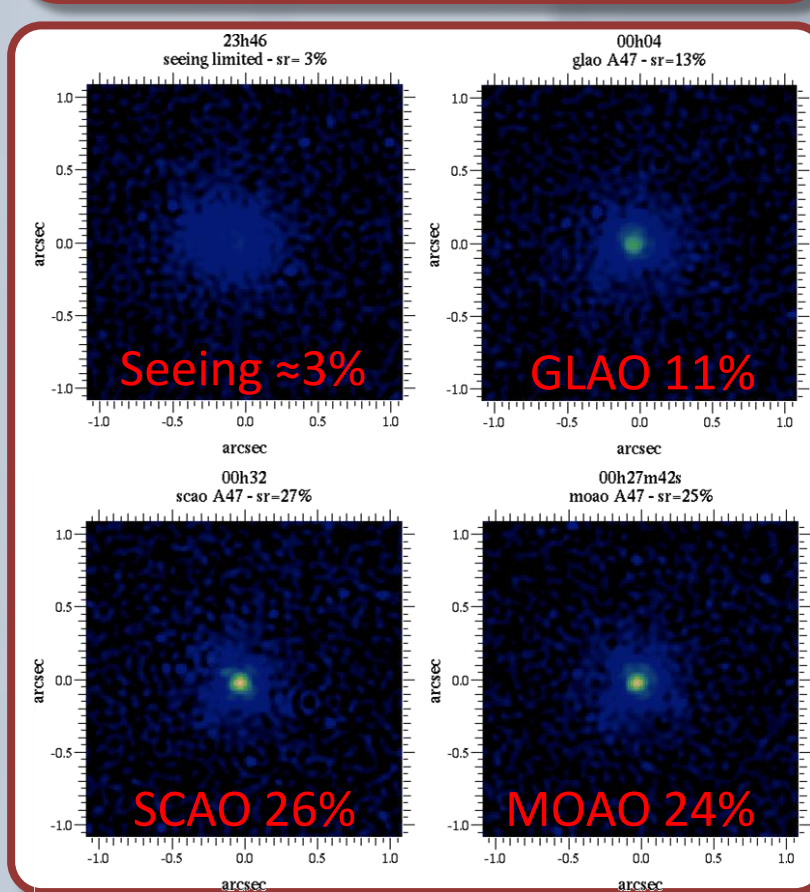 23h46
seeing limited - sr= 3%
1.0
0.5
0.0
-0.5
-1.0
arcsec
Seeing ≈3%
-1.0 -0.5 0.0 0.5 1.0
arcsec
00h04
glao A47 - sr=13%
1.0
0.5
0.0
-0.5
-1.0
arcsec
GLAO 11%
-1.0 -0.5 0.0 0.5 1.0
arcsec
00h32
scao A47 - sr=27%
1.0
0.5
0.0
-0.5
-1.0
arcsec
SCAO 26%
-1.0 -0.5 0.0 0.5 1.0
arcsec
00h27m42s
moao A47 - sr=25%
1.0
0.5
0.0
-0.5
-1.0
arcsec
MOAO 24%
-1.0 -0.5 0.0 0.5 1.0
arcsec